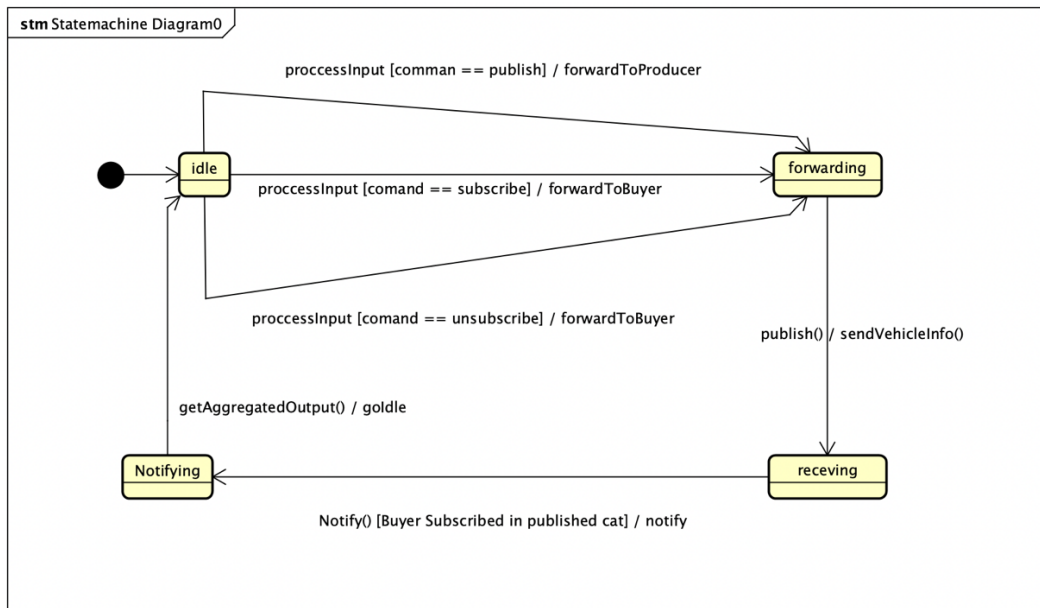 stm Statemachine Diagram0
proccessInput [comman == publish] / forwardToProducer
idle
forwarding
proccessInput [comand == subscribe] / forwardToBuyer
proccessInput [comand == unsubscribe] / forwardToBuyer
publish() / sendVehicleInfo()
getAggregatedOutput() / goIdle
Notifying
receving
Notify() [Buyer Subscribed in published cat] / notify